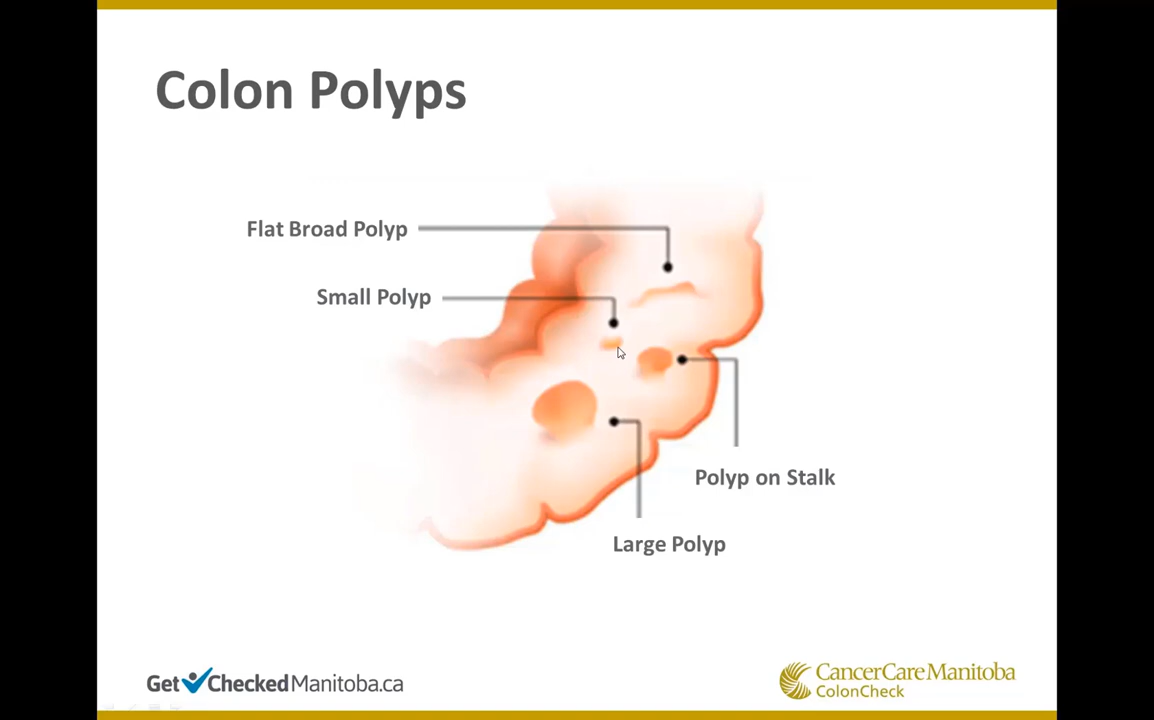 Colon Polyps
Flat Broad Polyp
Small Polyp
Polyp on Stalk
Large Polyp
GetCheckedManitoba.ca
CancerCare Manitoba
ColonCheck